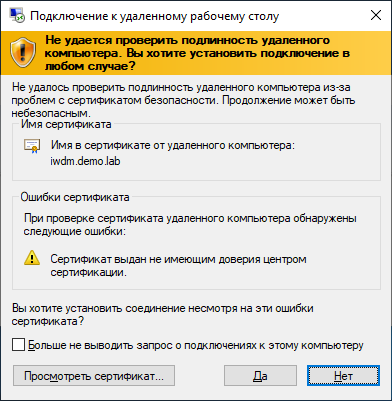 Подключение к удаленному рабочему столу
Не удается проверить подлинность удаленного
компьютера. Вы хотите установить подключение в
любом случае?
Не удалось проверить подлинность удаленного компьютера из-за
проблем с сертификатом безопасности. Продолжение может быть
небезопасным.
Имя сертификата
Имя в сертификате от удаленного компьютера:
iwdm.demo.lab
Ошибки сертификата
При проверке сертификата удаленного компьютера обнаружены
следующие ошибки:
Сертификат выдан не имеющим доверия центром
сертификации.
Вы хотите установить соединение несмотря на эти ошибки
сертификата?
Больше не выводить запрос о подключениях к этому компьютеру
Просмотреть сертификат...
Да
Нет